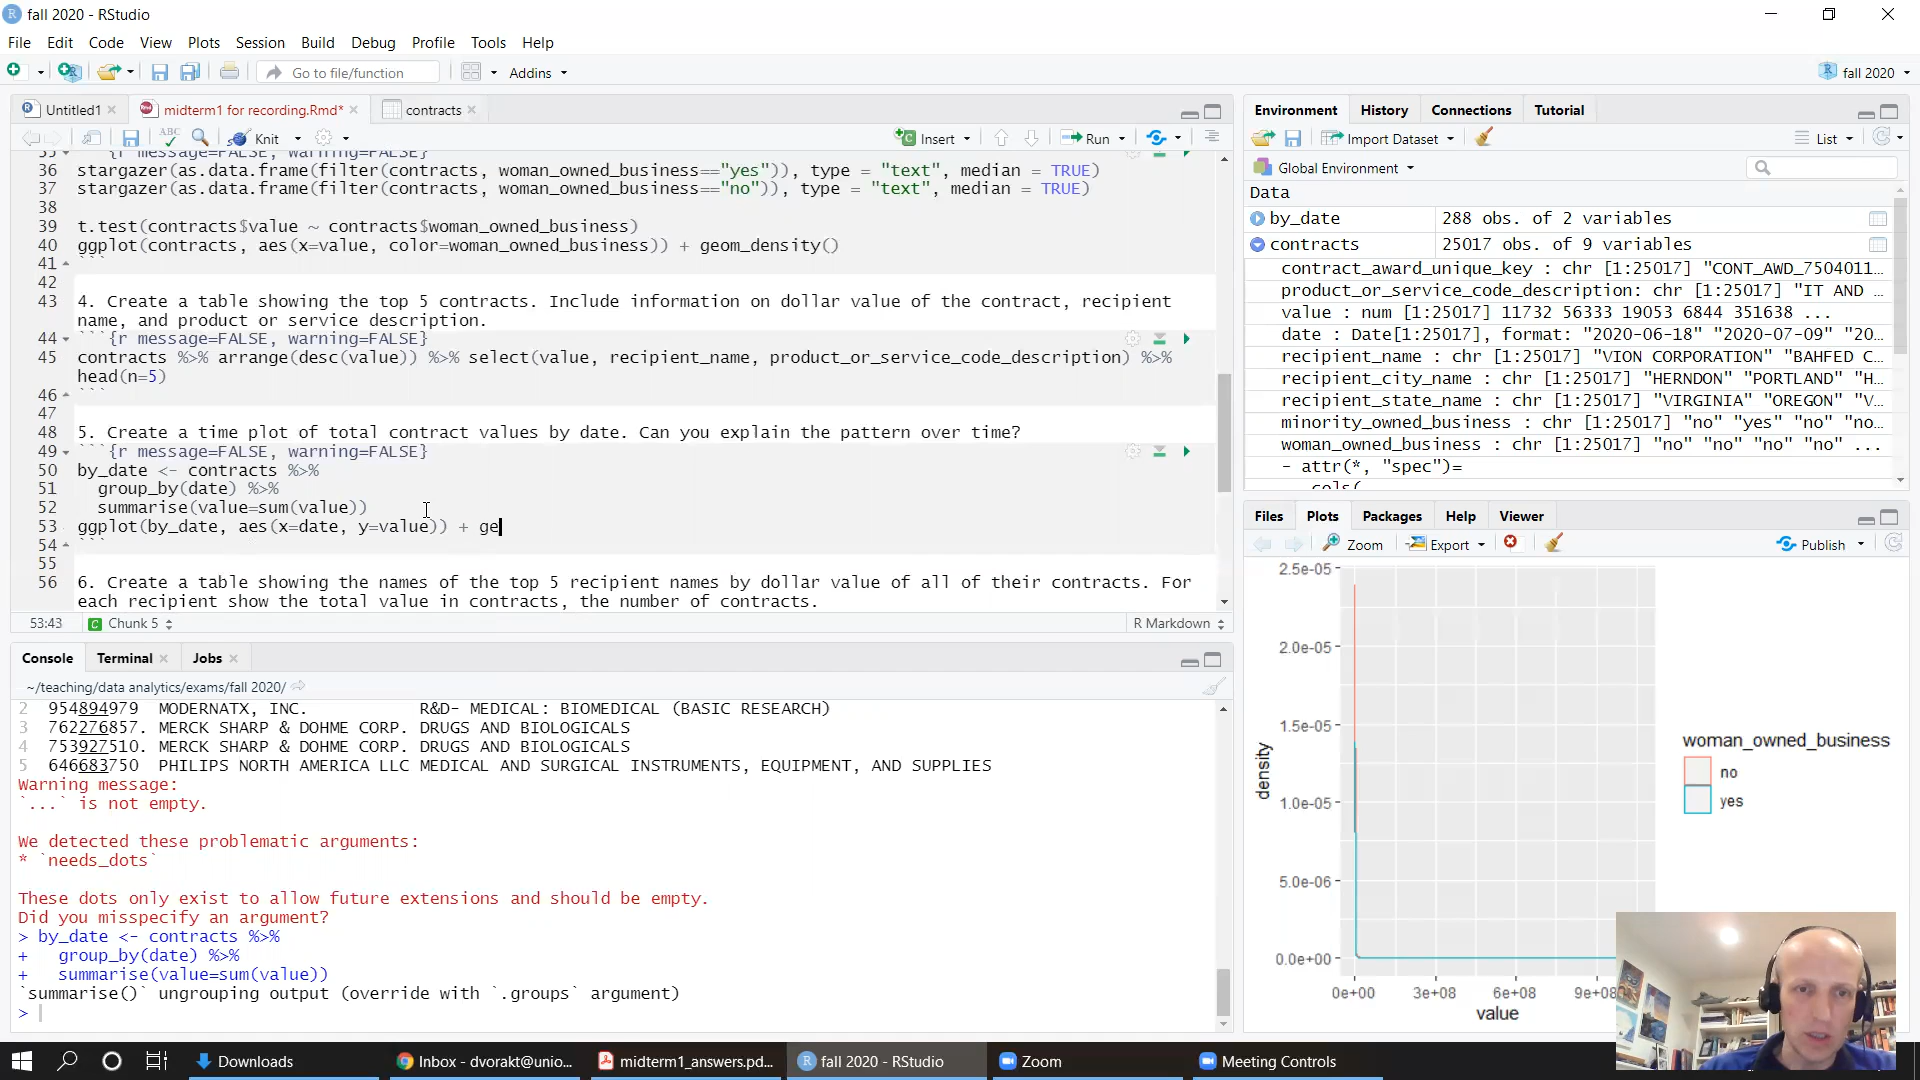 fall 2020 - RStudio
File Edit Code View Plots Session Build Debug Profile Tools Help
Go to file/function Addins fall 2020
Untitled1 midterm1 for recording.Rmd* contracts
ABC Knit Insert Run
35 ```{r message=FALSE, warning=FALSE}
36 stargazer(as.data.frame(filter(contracts, woman_owned_business=="yes")), type = "text", median = TRUE)
37 stargazer(as.data.frame(filter(contracts, woman_owned_business=="no")), type = "text", median = TRUE)
38
39 t.test(contracts$value ~ contracts$woman_owned_business)
40 ggplot(contracts, aes(x=value, color=woman_owned_business)) + geom_density()
41 ```
42
43 4. Create a table showing the top 5 contracts. Include information on dollar value of the contract, recipient
name, and product or service description.
44 ```{r message=FALSE, warning=FALSE}
45 contracts %>% arrange(desc(value)) %>% select(value, recipient_name, product_or_service_code_description) %>%
head(n=5)
46 ```
47
48 5. Create a time plot of total contract values by date. Can you explain the pattern over time?
49 ```{r message=FALSE, warning=FALSE}
50 by_date <- contracts %>%
51 group_by(date) %>%
52 summarise(value=sum(value))
53 ggplot(by_date, aes(x=date, y=value)) + ge
54 ```
55
56 6. Create a table showing the names of the top 5 recipient names by dollar value of all of their contracts. For
each recipient show the total value in contracts, the number of contracts.
53:43 Chunk 5 R Markdown
Console Terminal Jobs
~/teaching/data analytics/exams/fall 2020/
2 954894979 MODERNATX, INC. R&D- MEDICAL: BIOMEDICAL (BASIC RESEARCH)
3 762276857. MERCK SHARP & DOHME CORP. DRUGS AND BIOLOGICALS
4 753927510. MERCK SHARP & DOHME CORP. DRUGS AND BIOLOGICALS
5 646683750 PHILIPS NORTH AMERICA LLC MEDICAL AND SURGICAL INSTRUMENTS, EQUIPMENT, AND SUPPLIES
Warning message:
`...` is not empty.
We detected these problematic arguments:
* `needs_dots`
These dots only exist to allow future extensions and should be empty.
Did you misspecify an argument?
> by_date <- contracts %>%
+ group_by(date) %>%
+ summarise(value=sum(value))
`summarise()` ungrouping output (override with `.groups` argument)
>
Environment History Connections Tutorial
Import Dataset List
Global Environment
Data
by_date 288 obs. of 2 variables
contracts 25017 obs. of 9 variables
contract_award_unique_key : chr [1:25017] "CONT_AWD_7504011...
product_or_service_code_description: chr [1:25017] "IT AND ...
value : num [1:25017] 11732 56333 19053 6844 351638 ...
date : Date[1:25017], format: "2020-06-18" "2020-07-09" "20...
recipient_name : chr [1:25017] "VION CORPORATION" "BAHFED C...
recipient_city_name : chr [1:25017] "HERNDON" "PORTLAND" "H...
recipient_state_name : chr [1:25017] "VIRGINIA" "OREGON" "V...
minority_owned_business : chr [1:25017] "no" "yes" "no" "no...
woman_owned_business : chr [1:25017] "no" "no" "no" "no" ...
- attr(*, "spec")=
cols(
Files Plots Packages Help Viewer
Zoom Export Publish
2.5e-05
2.0e-05
1.5e-05
1.0e-05
5.0e-06
0.0e+00
density
0e+00 3e+08 6e+08
value
woman_owned_business
no
yes
Downloads Inbox - dvorakt@unio... midterm1_answers.pd... fall 2020 - RStudio Zoom Meeting Controls